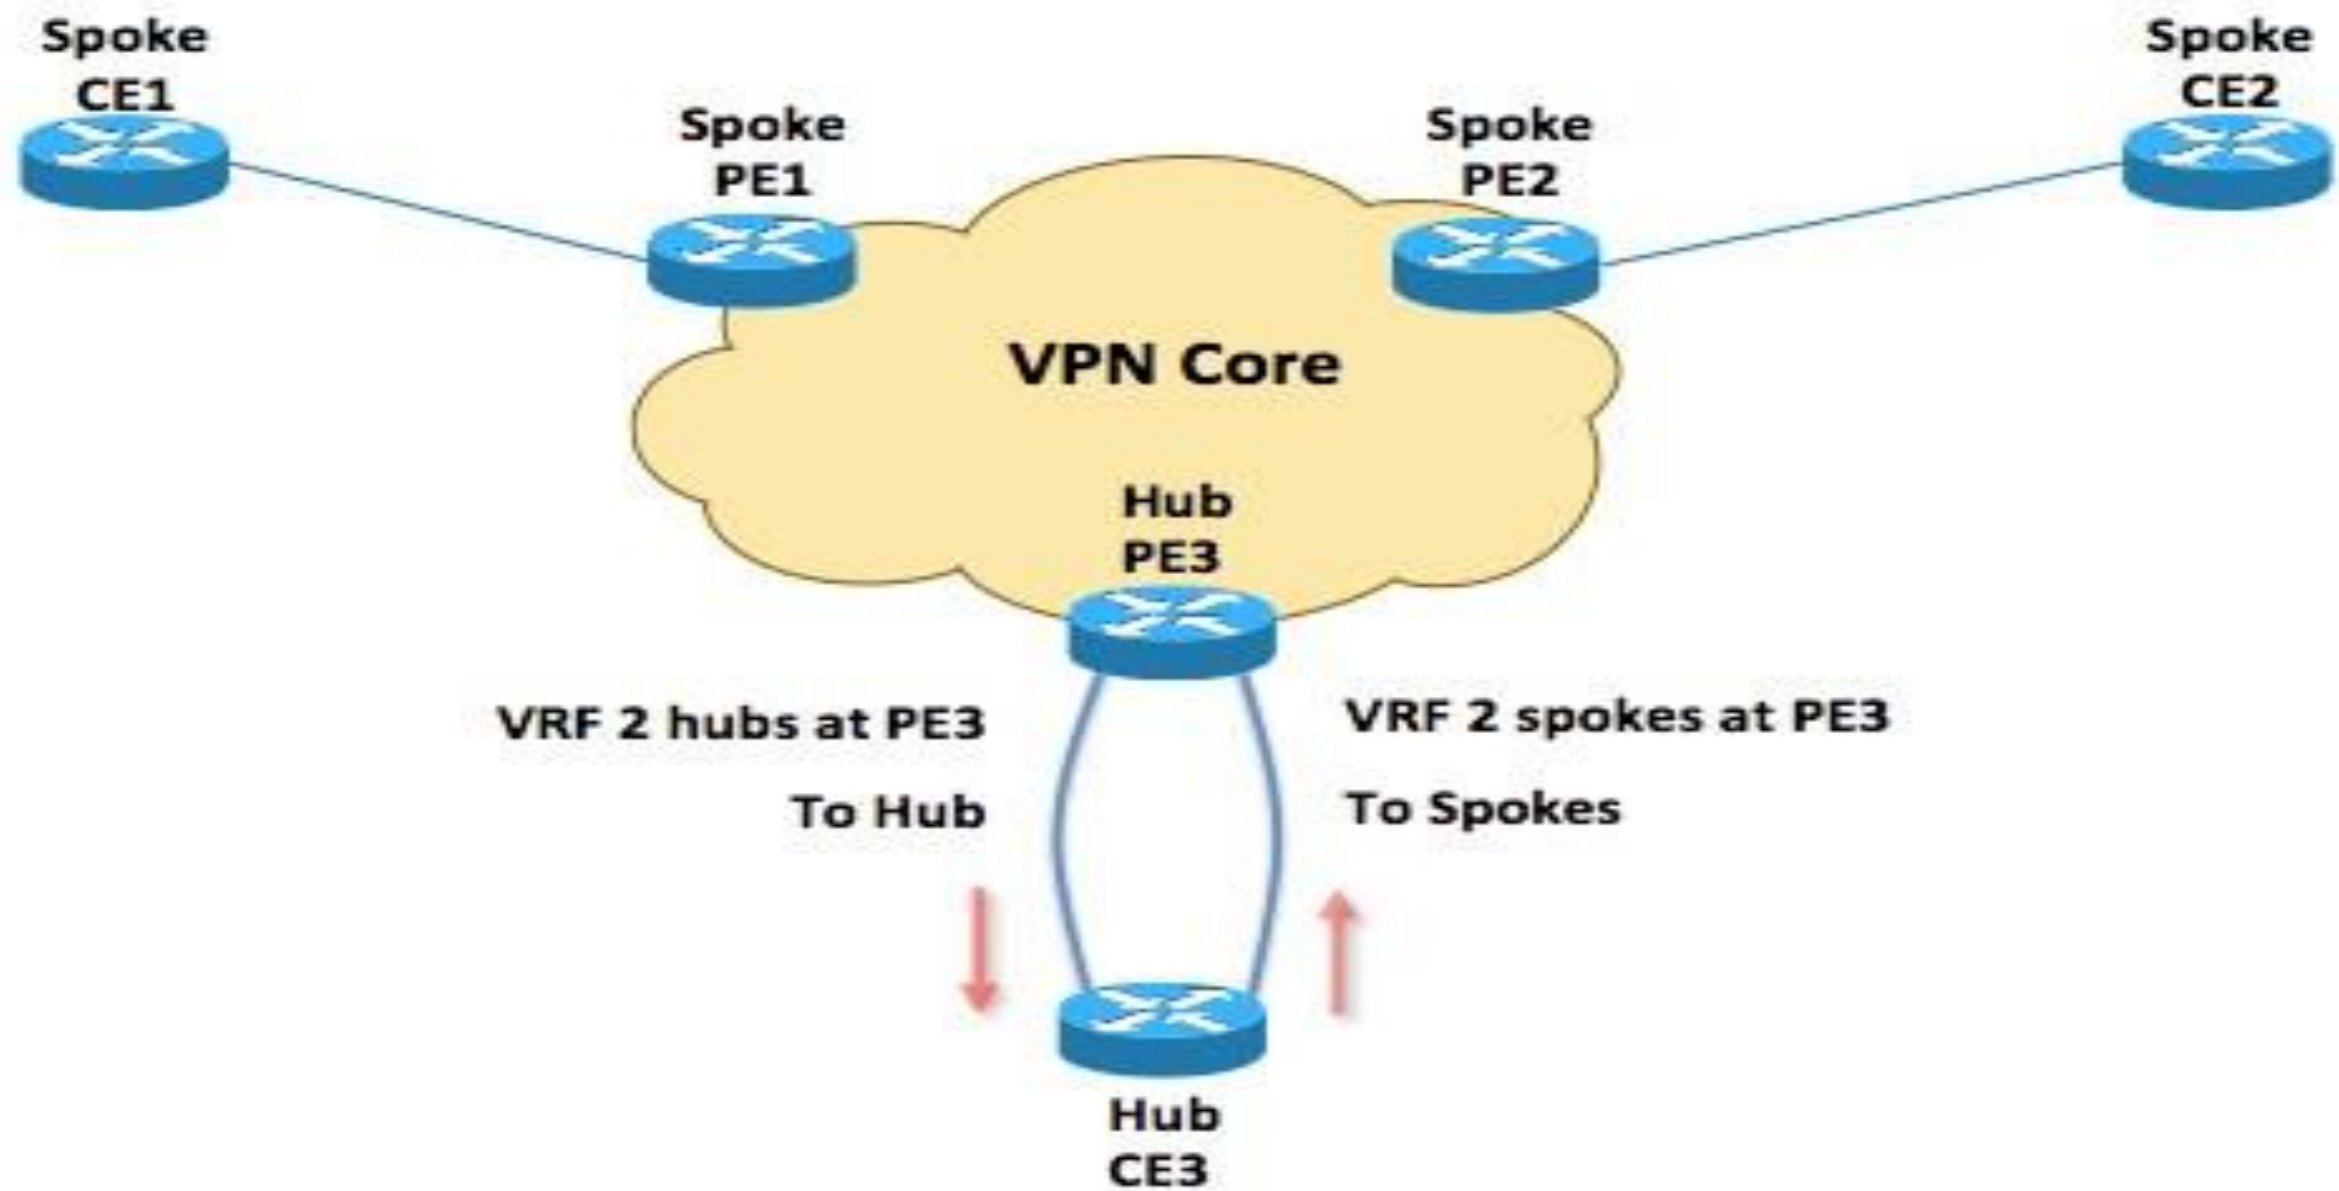 Spoke
CE1
Spoke
CE2
Spoke
PE1
Spoke
PE2
VPN Core
Hub
PE3
VRF 2 hubs at PE3
To Hub
VRF 2 spokes at PE3
To Spokes
Hub
CE3